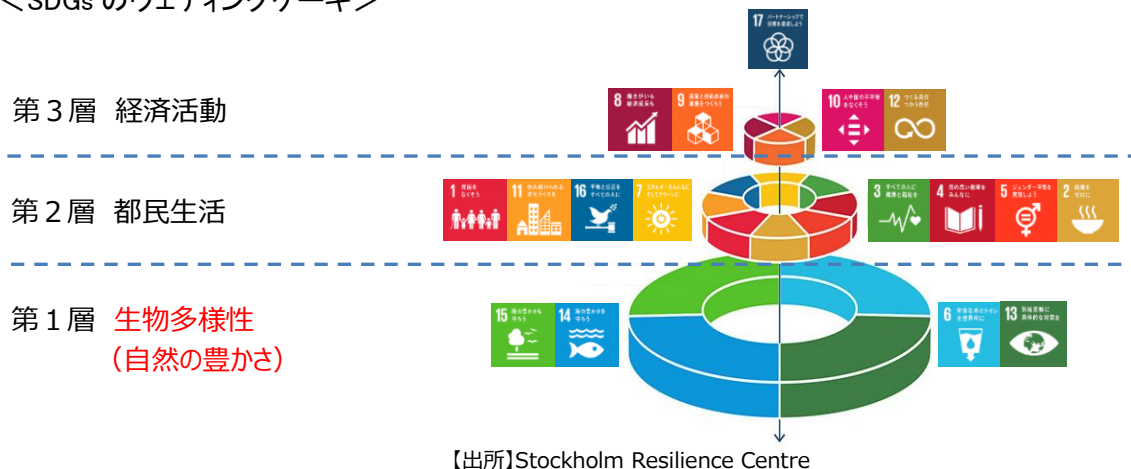 <SDGs のウェディングケーキ>
17 パートナーシップで
目標を達成しよう
第３層 経済活動
8 働きがいも
経済成長も
9 産業と技術革新の
基盤をつくろう
10 人や国の不平等
をなくそう
12 つくる責任
つかう責任
第２層 都民生活
1 貧困を
なくそう
11 住み続けられる
まちづくりを
16 平和と公正を
すべての人に
7 エネルギーをみんなに
そしてクリーンに
3 すべての人に
健康と福祉を
4 質の高い教育を
みんなに
5 ジェンダー平等を
実現しよう
2 飢餓を
ゼロに
第１層 生物多様性
（自然の豊かさ）
15 陸の豊かさも
守ろう
14 海の豊かさを
守ろう
6 安全な水とトイレ
を世界中に
13 気候変動に
具体的な対策を
【出所】Stockholm Resilience Centre